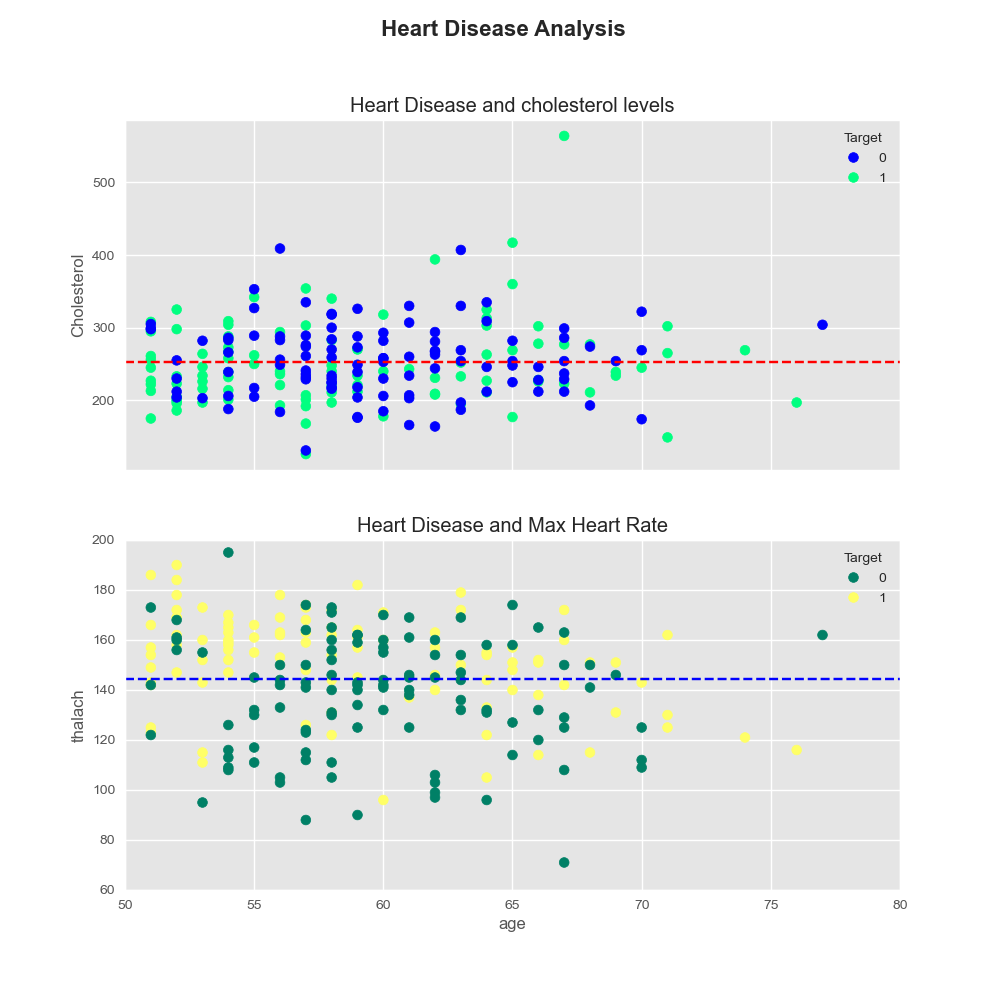 Heart Disease Analysis
Heart Disease and cholesterol levels
Target
0
1
500
400
300
200
Cholesterol
Heart Disease and Max Heart Rate
Target
0
1
200
180
160
140
120
100
80
60
thalach
50 55 60 65 70 75 80
age